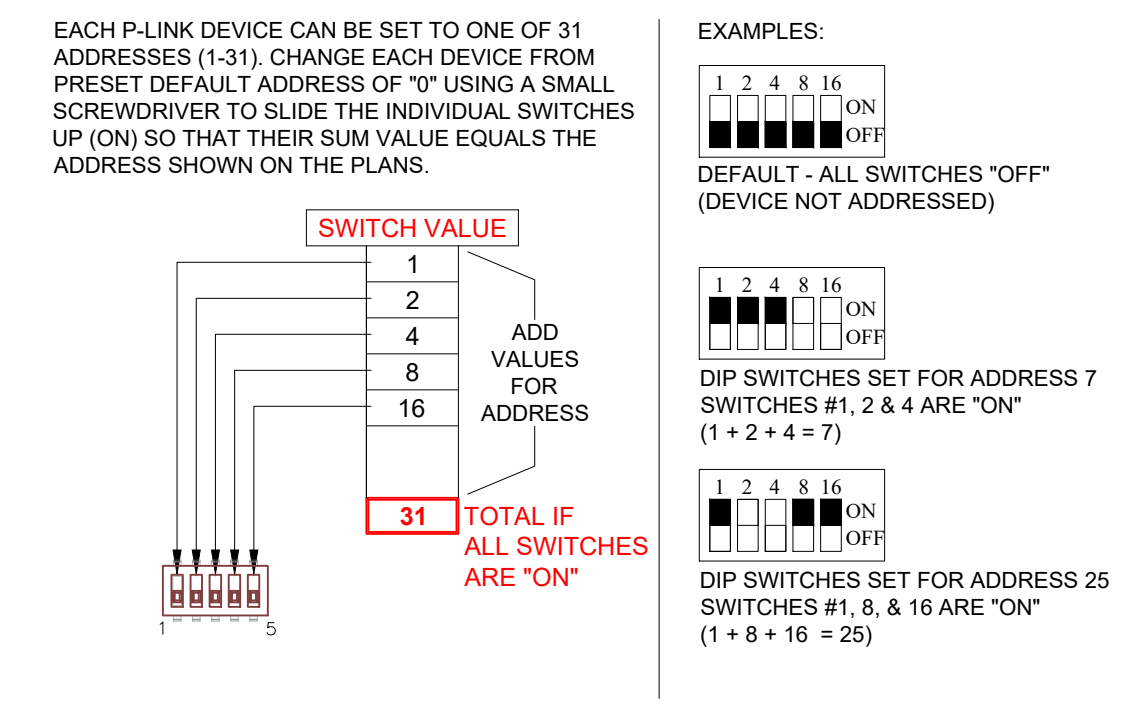 EACH P-LINK DEVICE CAN BE SET TO ONE OF 31
ADDRESSES (1-31). CHANGE EACH DEVICE FROM
PRESET DEFAULT ADDRESS OF "0" USING A SMALL
SCREWDRIVER TO SLIDE THE INDIVIDUAL SWITCHES
UP (ON) SO THAT THEIR SUM VALUE EQUALS THE
ADDRESS SHOWN ON THE PLANS.
SWITCH VALUE
1
2
4
8
16
ADD
VALUES
FOR
ADDRESS
31
TOTAL IF
ALL SWITCHES
ARE "ON"
1 5
EXAMPLES:
1 2 4 8 16
ON
OFF
DEFAULT - ALL SWITCHES "OFF"
(DEVICE NOT ADDRESSED)
1 2 4 8 16
ON
OFF
DIP SWITCHES SET FOR ADDRESS 7
SWITCHES #1, 2 & 4 ARE "ON"
(1 + 2 + 4 = 7)
1 2 4 8 16
ON
OFF
DIP SWITCHES SET FOR ADDRESS 25
SWITCHES #1, 8, & 16 ARE "ON"
(1 + 8 + 16 = 25)